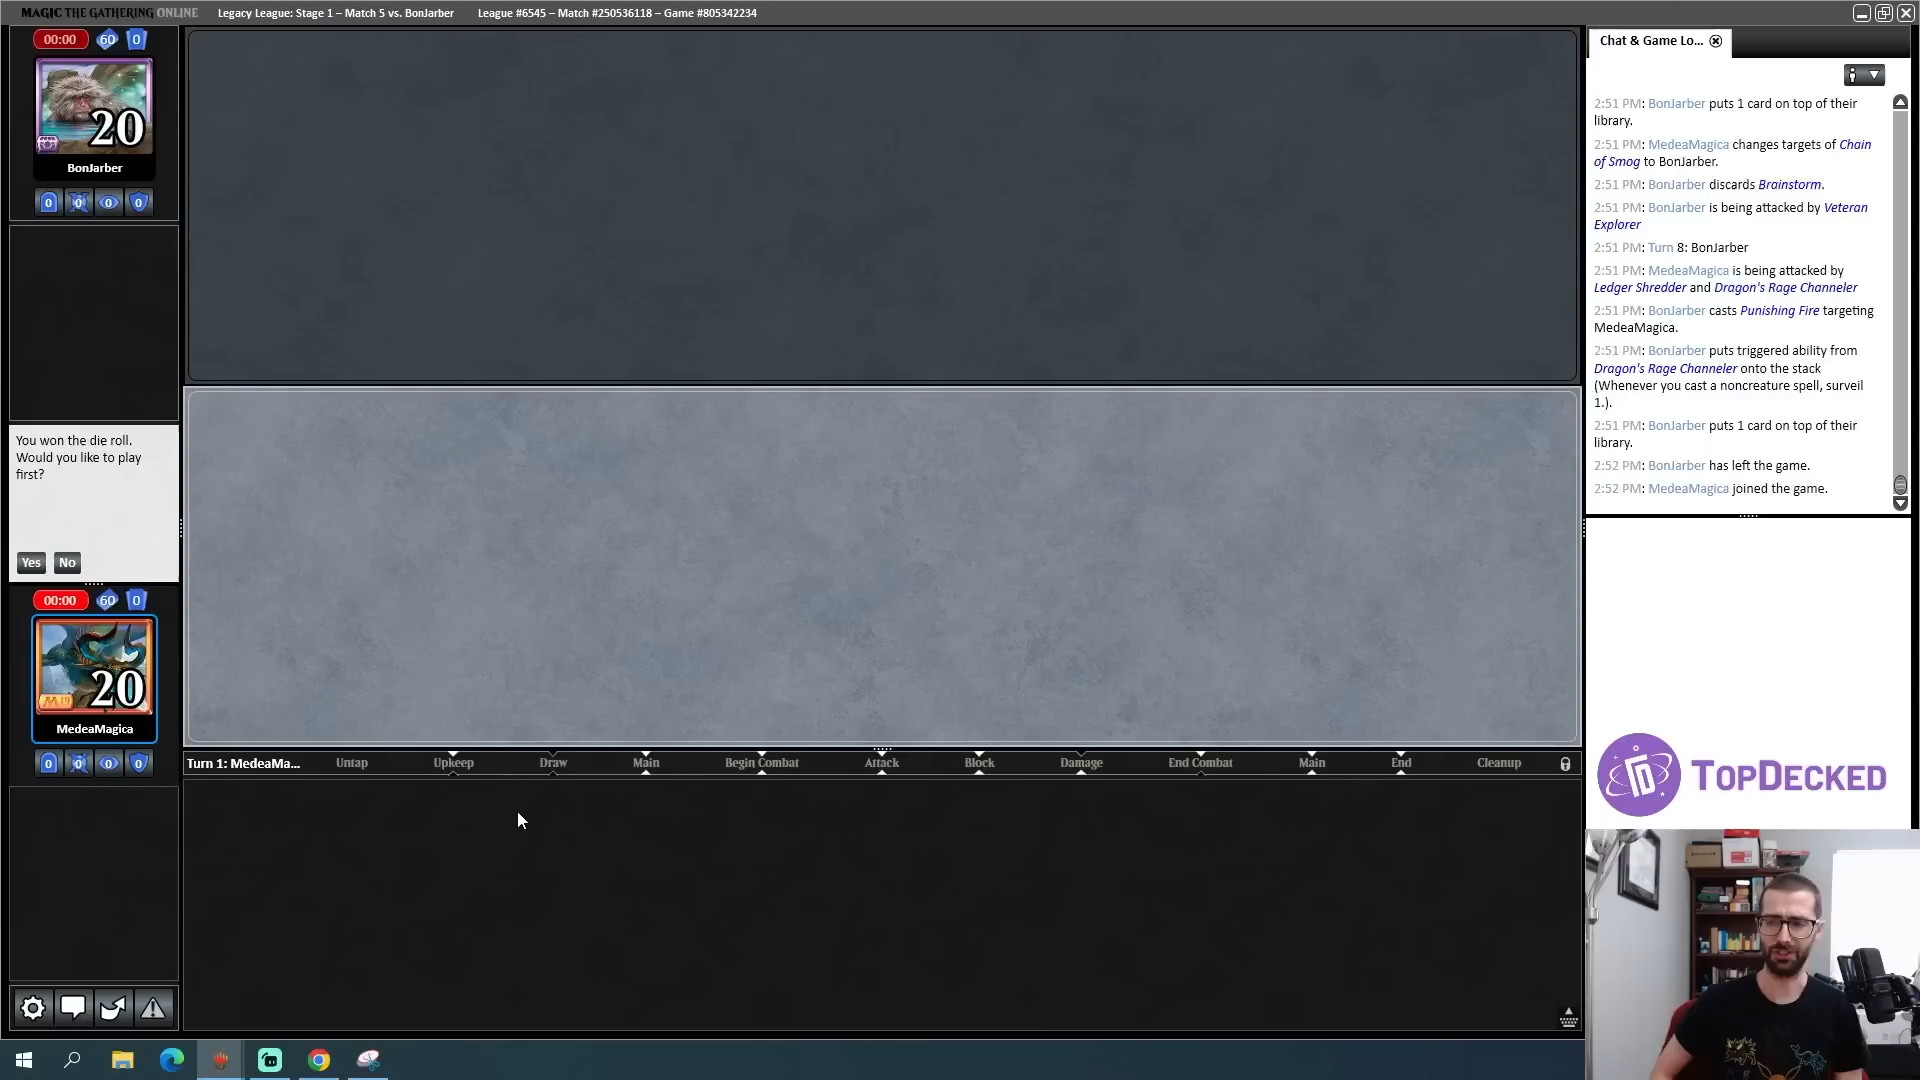 MAGIC THE GATHERING ONLINE Legacy League: Stage 1 – Match 5 vs. BonJarber League #6545 – Match #250536118 – Game #805342234
00:00 60 0
20
BonJarber
0 0 0 0
You won the die roll.
Would you like to play
first?
Yes No
00:00 60 0
M19
20
MedeaMagica
0 0 0 0
Turn 1: MedeaMa... Untap Upkeep Draw Main Begin Combat Attack Block Damage End Combat Main End Cleanup
Chat & Game Lo...
2:51 PM: BonJarber puts 1 card on top of their
library.
2:51 PM: MedeaMagica changes targets of Chain
of Smog to BonJarber.
2:51 PM: BonJarber discards Brainstorm.
2:51 PM: BonJarber is being attacked by Veteran
Explorer
2:51 PM: Turn 8: BonJarber
2:51 PM: MedeaMagica is being attacked by
Ledger Shredder and Dragon's Rage Channeler
2:51 PM: BonJarber casts Punishing Fire targeting
MedeaMagica.
2:51 PM: BonJarber puts triggered ability from
Dragon's Rage Channeler onto the stack
(Whenever you cast a noncreature spell, surveil
1.).
2:51 PM: BonJarber puts 1 card on top of their
library.
2:52 PM: BonJarber has left the game.
2:52 PM: MedeaMagica joined the game.
TD TOPDECKED